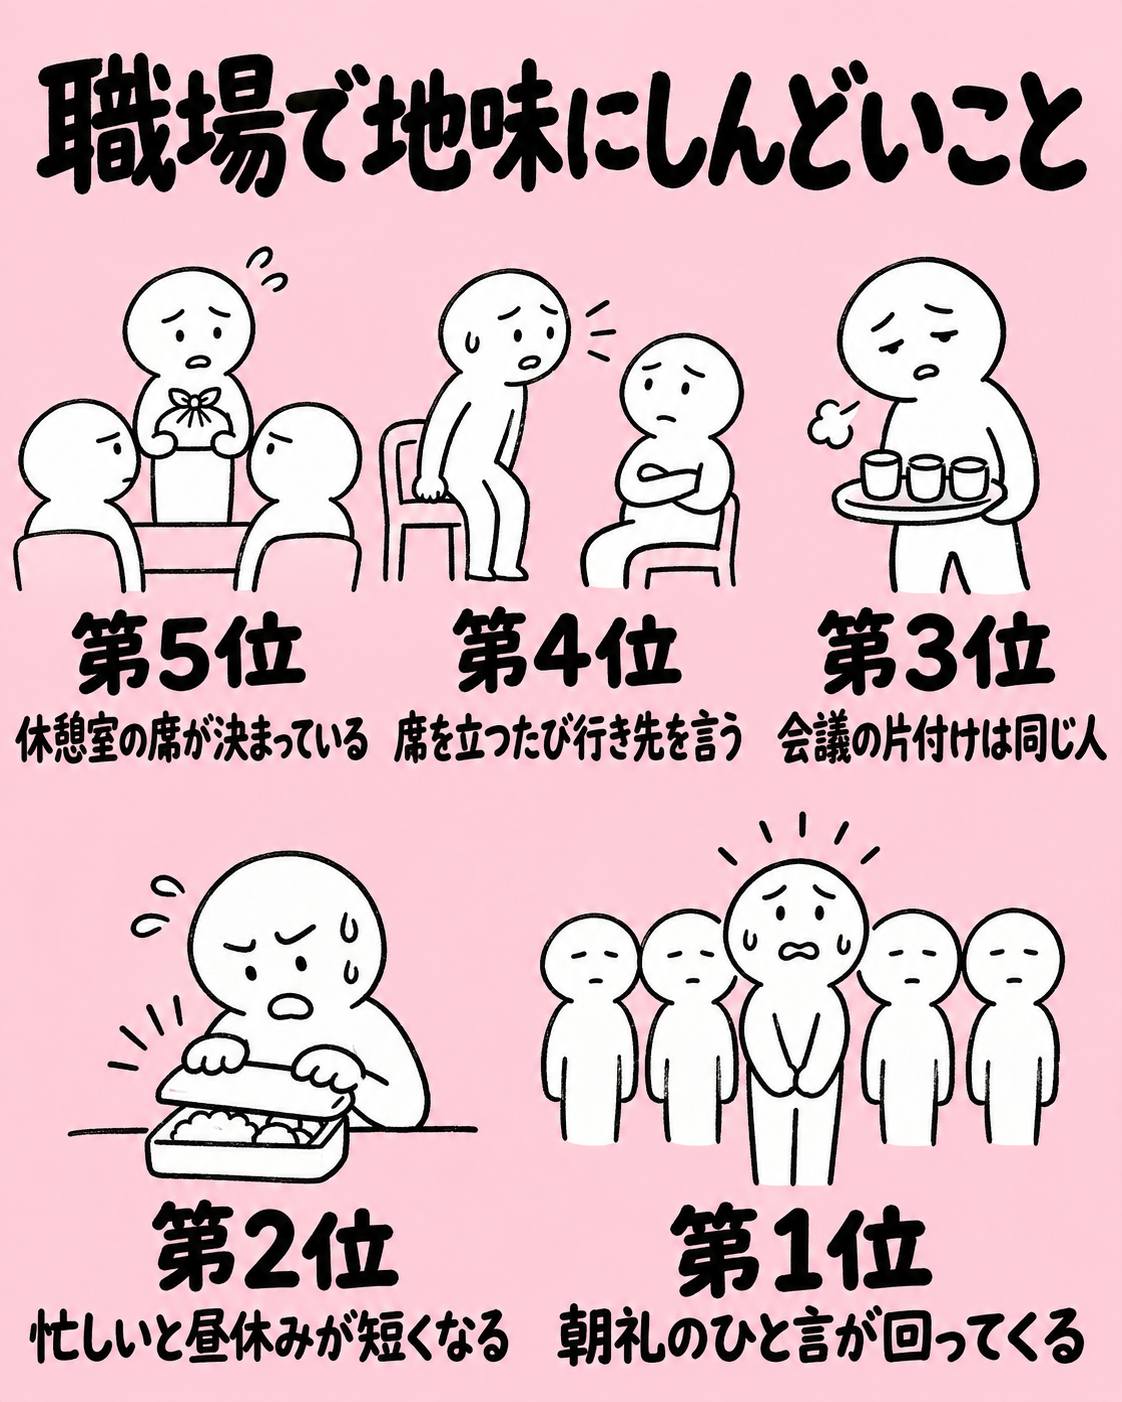 職場で地味にしんどいこと
第5位
休憩室の席が決まっている
第4位
席を立つたび行き先を言う
第3位
会議の片付けは同じ人
第2位
忙しいと昼休みが短くなる
第1位
朝礼のひと言が回ってくる